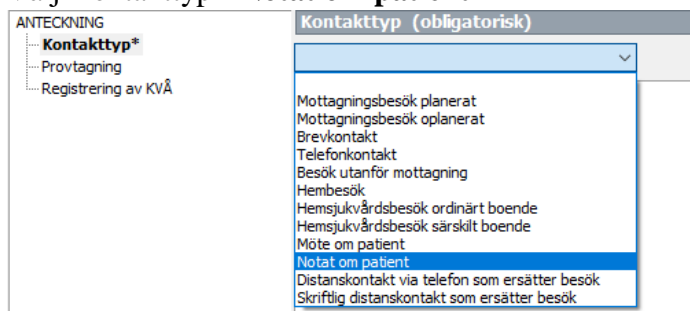 ANTECKNING
Kontakttyp*
Provtagning
Registrering av KVÅ
Kontakttyp (obligatorisk)
Mottagningsbesök planerat
Mottagningsbesök oplanerat
Brevkontakt
Telefonkontakt
Besök utanför mottagning
Hembesök
Hemsjukvårdsbesök ordinärt boende
Hemsjukvårdsbesök särskilt boende
Möte om patient
Notat om patient
Distanskontakt via telefon som ersätter besök
Skriftlig distanskontakt som ersätter besök